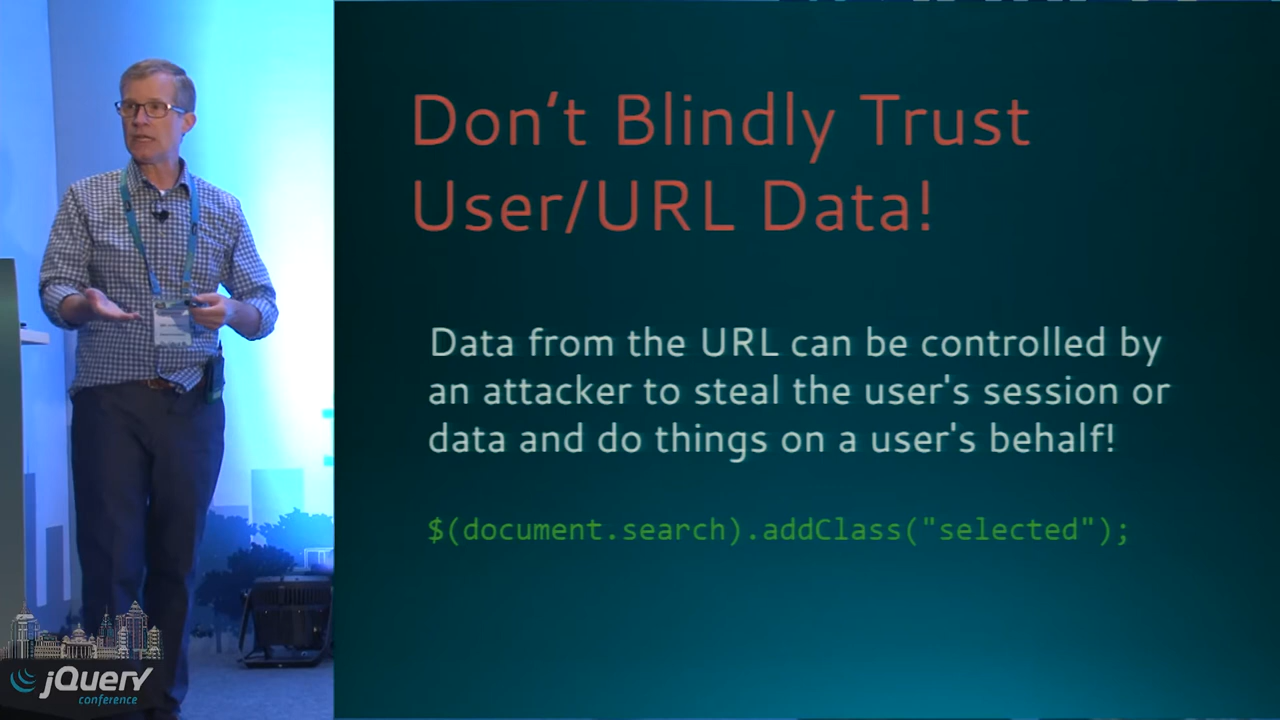 Don’t Blindly Trust
User/URL Data!
Data from the URL can be controlled by
an attacker to steal the user's session or
data and do things on a user's behalf!
$(document.search).addClass("selected");
jQuery
conference